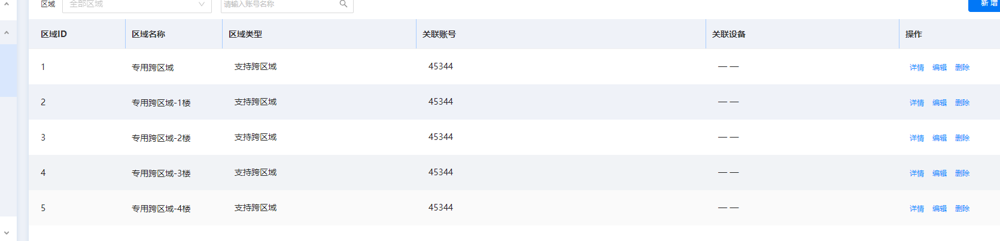 区域 全部区域 请输入账号名称 新增
区域ID 区域名称 区域类型 关联账号 关联设备 操作
1 专用跨区域 支持跨区域 45344 — — 详情 编辑 删除
2 专用跨区域-1楼 支持跨区域 45344 — — 详情 编辑 删除
3 专用跨区域-2楼 支持跨区域 45344 — — 详情 编辑 删除
4 专用跨区域-3楼 支持跨区域 45344 — — 详情 编辑 删除
5 专用跨区域-4楼 支持跨区域 45344 — — 详情 编辑 删除